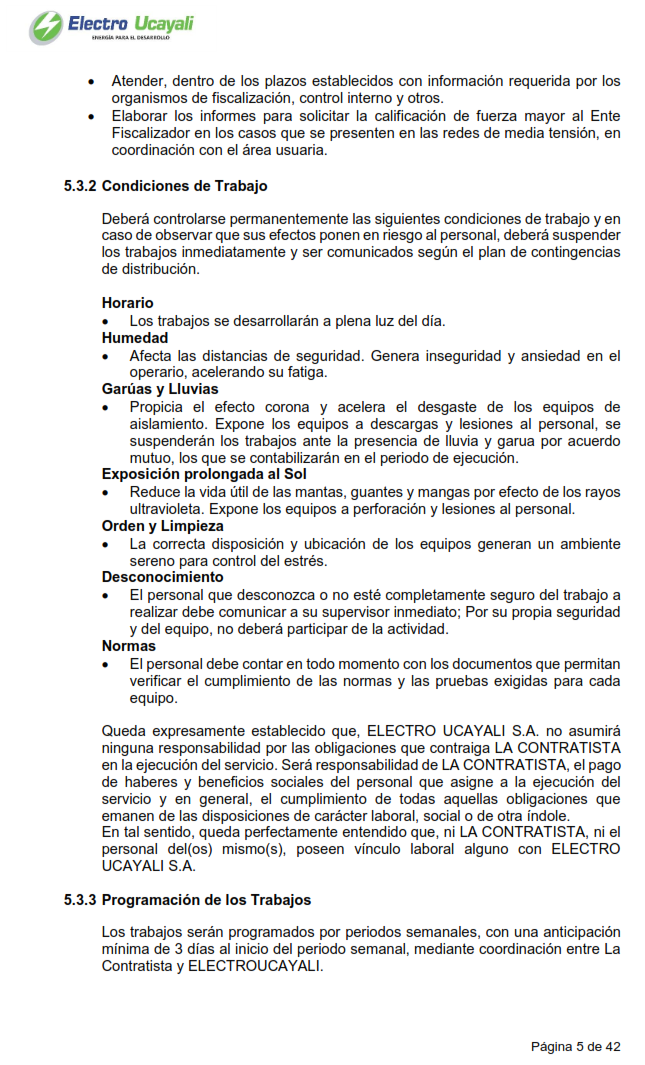 Electro Ucayali
ENERGÍA PARA EL DESARROLLO
• Atender, dentro de los plazos establecidos con información requerida por los
organismos de fiscalización, control interno y otros.
• Elaborar los informes para solicitar la calificación de fuerza mayor al Ente
Fiscalizador en los casos que se presenten en las redes de media tensión, en
coordinación con el área usuaria.
5.3.2 Condiciones de Trabajo
Deberá controlarse permanentemente las siguientes condiciones de trabajo y en
caso de observar que sus efectos ponen en riesgo al personal, deberá suspender
los trabajos inmediatamente y ser comunicados según el plan de contingencias
de distribución.
Horario
• Los trabajos se desarrollarán a plena luz del día.
Humedad
• Afecta las distancias de seguridad. Genera inseguridad y ansiedad en el
operario, acelerando su fatiga.
Garúas y Lluvias
• Propicia el efecto corona y acelera el desgaste de los equipos de
aislamiento. Expone los equipos a descargas y lesiones al personal, se
suspenderán los trabajos ante la presencia de lluvia y garua por acuerdo
mutuo, los que se contabilizarán en el periodo de ejecución.
Exposición prolongada al Sol
• Reduce la vida útil de las mantas, guantes y mangas por efecto de los rayos
ultravioleta. Expone los equipos a perforación y lesiones al personal.
Orden y Limpieza
• La correcta disposición y ubicación de los equipos generan un ambiente
sereno para control del estrés.
Desconocimiento
• El personal que desconozca o no esté completamente seguro del trabajo a
realizar debe comunicar a su supervisor inmediato; Por su propia seguridad
y del equipo, no deberá participar de la actividad.
Normas
• El personal debe contar en todo momento con los documentos que permitan
verificar el cumplimiento de las normas y las pruebas exigidas para cada
equipo.
Queda expresamente establecido que, ELECTRO UCAYALI S.A. no asumirá
ninguna responsabilidad por las obligaciones que contraiga LA CONTRATISTA
en la ejecución del servicio. Será responsabilidad de LA CONTRATISTA, el pago
de haberes y beneficios sociales del personal que asigne a la ejecución del
servicio y en general, el cumplimiento de todas aquellas obligaciones que
emanen de las disposiciones de carácter laboral, social o de otra índole.
En tal sentido, queda perfectamente entendido que, ni LA CONTRATISTA, ni el
personal del(os) mismo(s), poseen vínculo laboral alguno con ELECTRO
UCAYALI S.A.
5.3.3 Programación de los Trabajos
Los trabajos serán programados por periodos semanales, con una anticipación
mínima de 3 días al inicio del periodo semanal, mediante coordinación entre La
Contratista y ELECTROUCAYALI.
Página 5 de 42